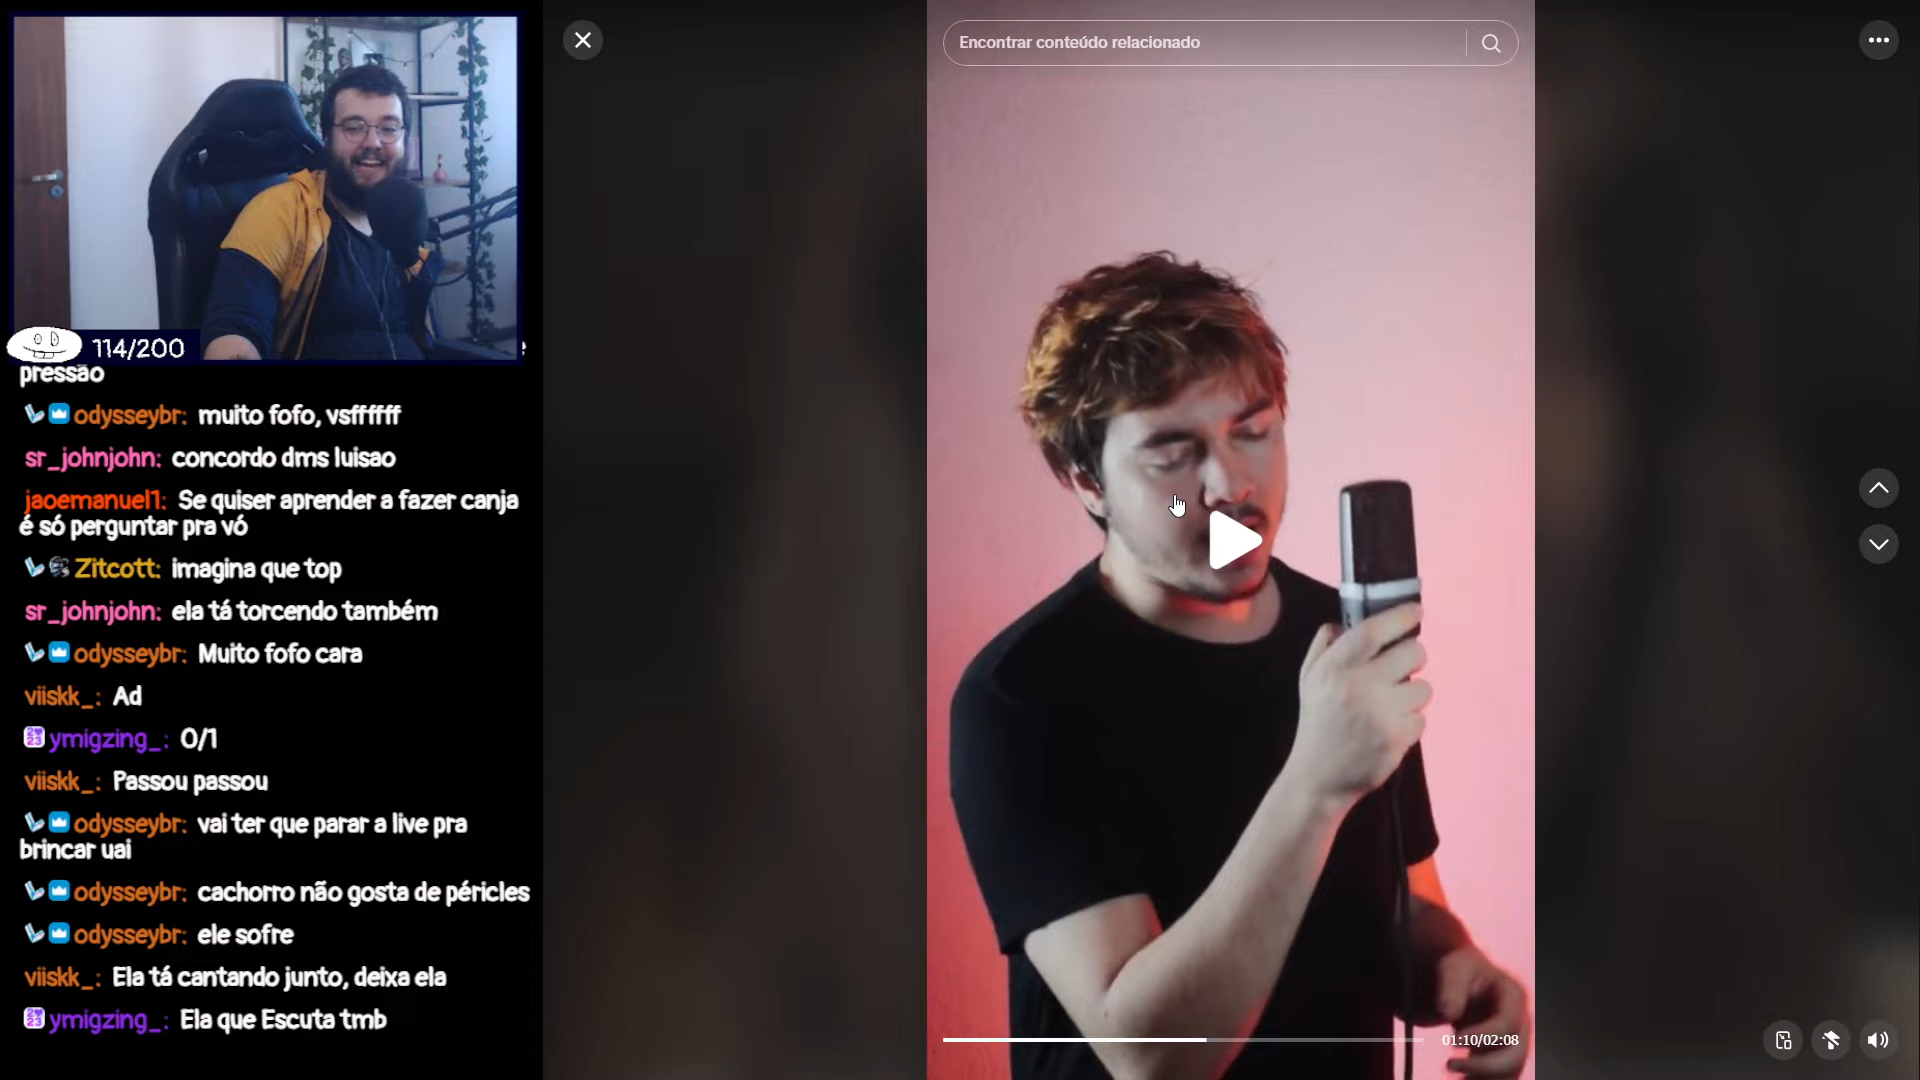 Encontrar conteúdo relacionado
114/200
pressão
odysseybr: muito fofo, vsffffff
sr_johnjohn: concordo dms luisao
jaoemanuel1: Se quiser aprender a fazer canja
é só perguntar pra vó
Zitcott: imagina que top
sr_johnjohn: ela tá torcendo também
odysseybr: Muito fofo cara
viiskk_: Ad
ymigzing_: 0/1
viiskk_: Passou passou
odysseybr: vai ter que parar a live pra
brincar uai
odysseybr: cachorro não gosta de péricles
odysseybr: ele sofre
viiskk_: Ela tá cantando junto, deixa ela
ymigzing_: Ela que Escuta tmb
01:10/02:08